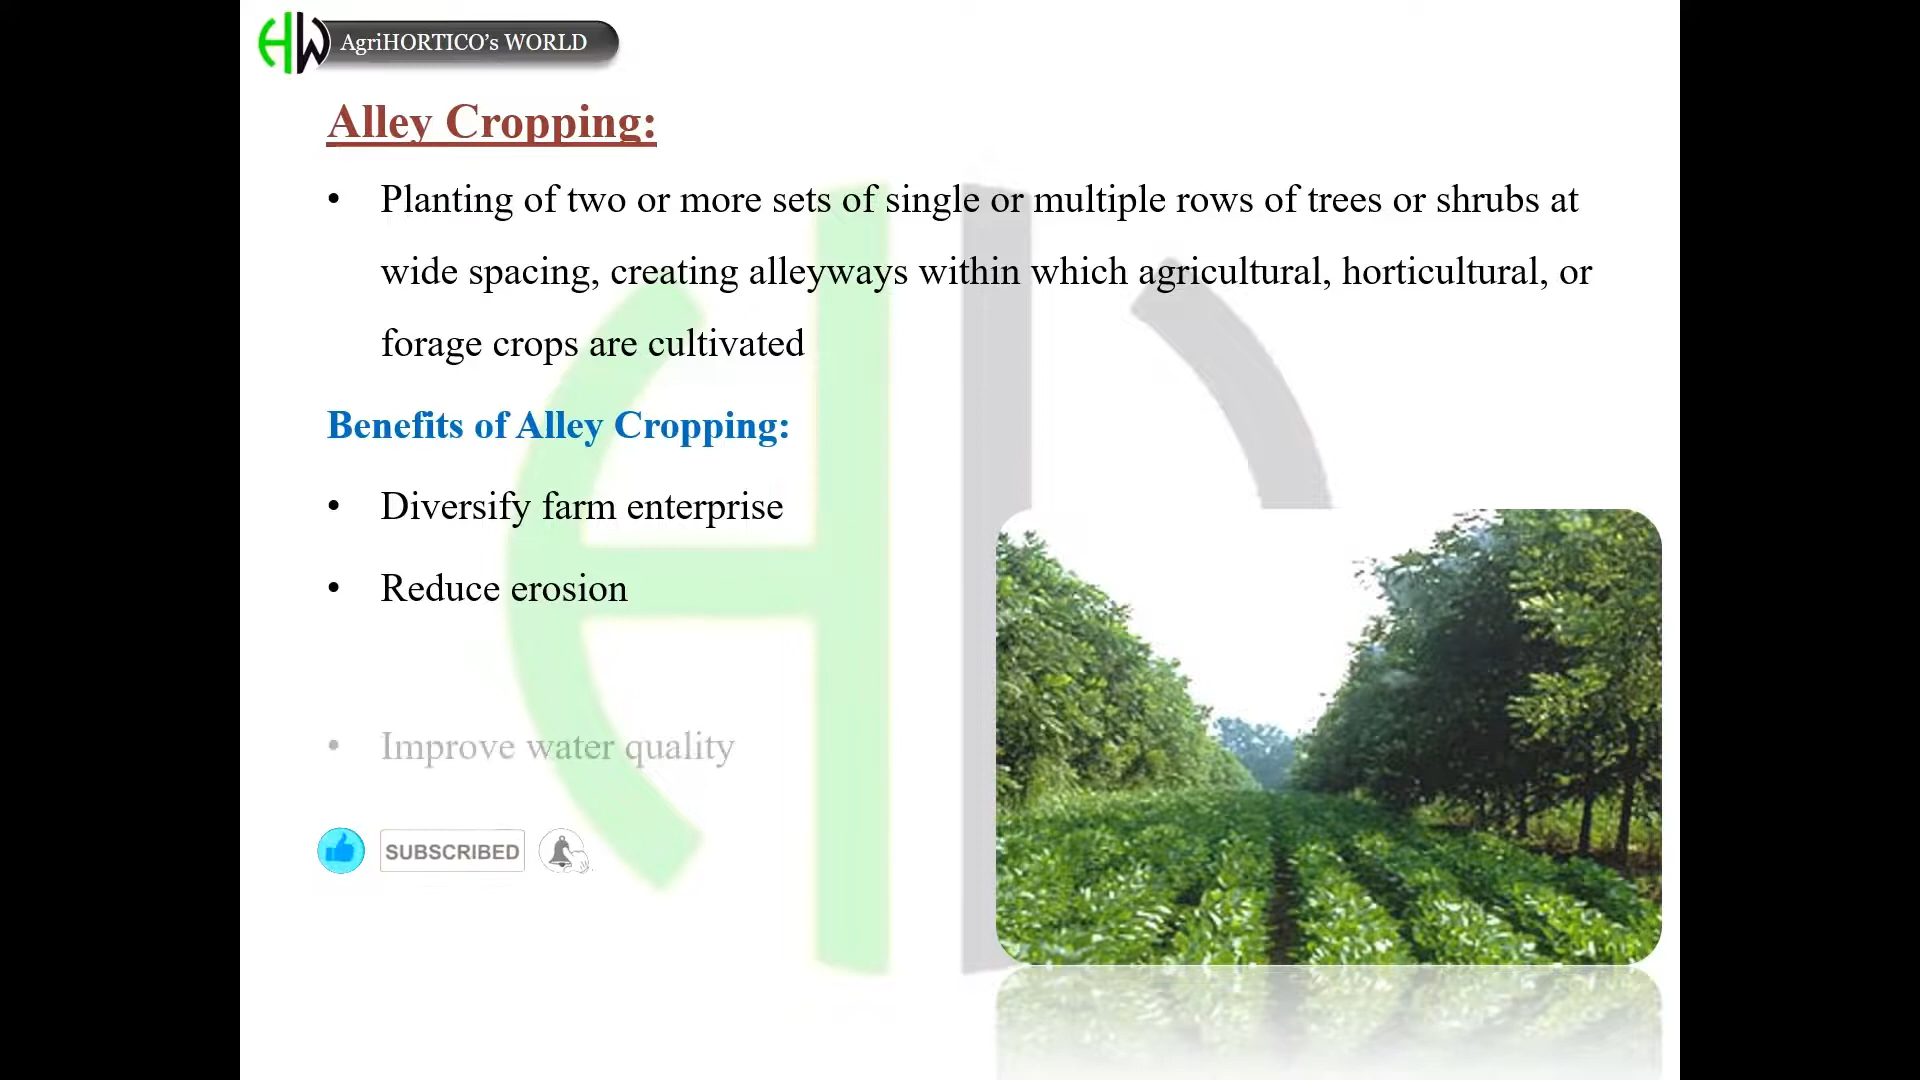 AgriHORTICO's WORLD
Alley Cropping:
• Planting of two or more sets of single or multiple rows of trees or shrubs at
wide spacing, creating alleyways within which agricultural, horticultural, or
forage crops are cultivated
Benefits of Alley Cropping:
• Diversify farm enterprise
• Reduce erosion
• Improve water quality
SUBSCRIBED